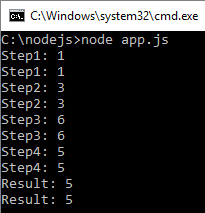 C:\Windows\system32\cmd.exe
C:\nodejs>node app.js
Step1: 1
Step1: 1
Step2: 3
Step2: 3
Step3: 6
Step3: 6
Step4: 5
Step4: 5
Result: 5
Result: 5